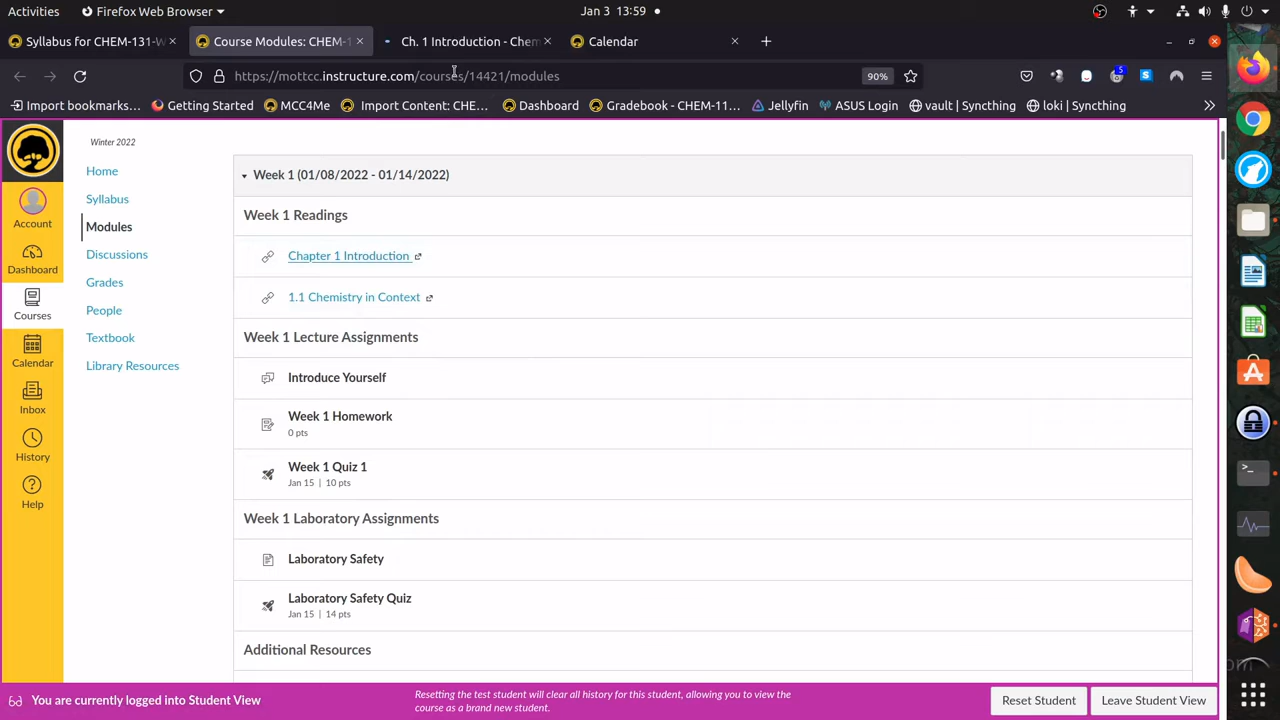 Activities
Firefox Web Browser
Jan 3 13:59
Syllabus for CHEM-131-W
Course Modules: CHEM-1
Ch. 1 Introduction - Chem
Calendar
https://mottcc.instructure.com/courses/14421/modules
90%
5
Import bookmarks...
Getting Started
MCC4Me
Import Content: CHE...
Dashboard
Gradebook - CHEM-11...
Jellyfin
ASUS Login
vault | Syncthing
loki | Syncthing
Account
Dashboard
Courses
Calendar
Inbox
History
Help
Winter 2022
Home
Syllabus
Modules
Discussions
Grades
People
Textbook
Library Resources
Week 1 (01/08/2022 - 01/14/2022)
Week 1 Readings
Chapter 1 Introduction
1.1 Chemistry in Context
Week 1 Lecture Assignments
Introduce Yourself
Week 1 Homework
0 pts
Week 1 Quiz 1
Jan 15 | 10 pts
Week 1 Laboratory Assignments
Laboratory Safety
Laboratory Safety Quiz
Jan 15 | 14 pts
Additional Resources
You are currently logged into Student View
Resetting the test student will clear all history for this student, allowing you to view the
course as a brand new student.
Reset Student
Leave Student View